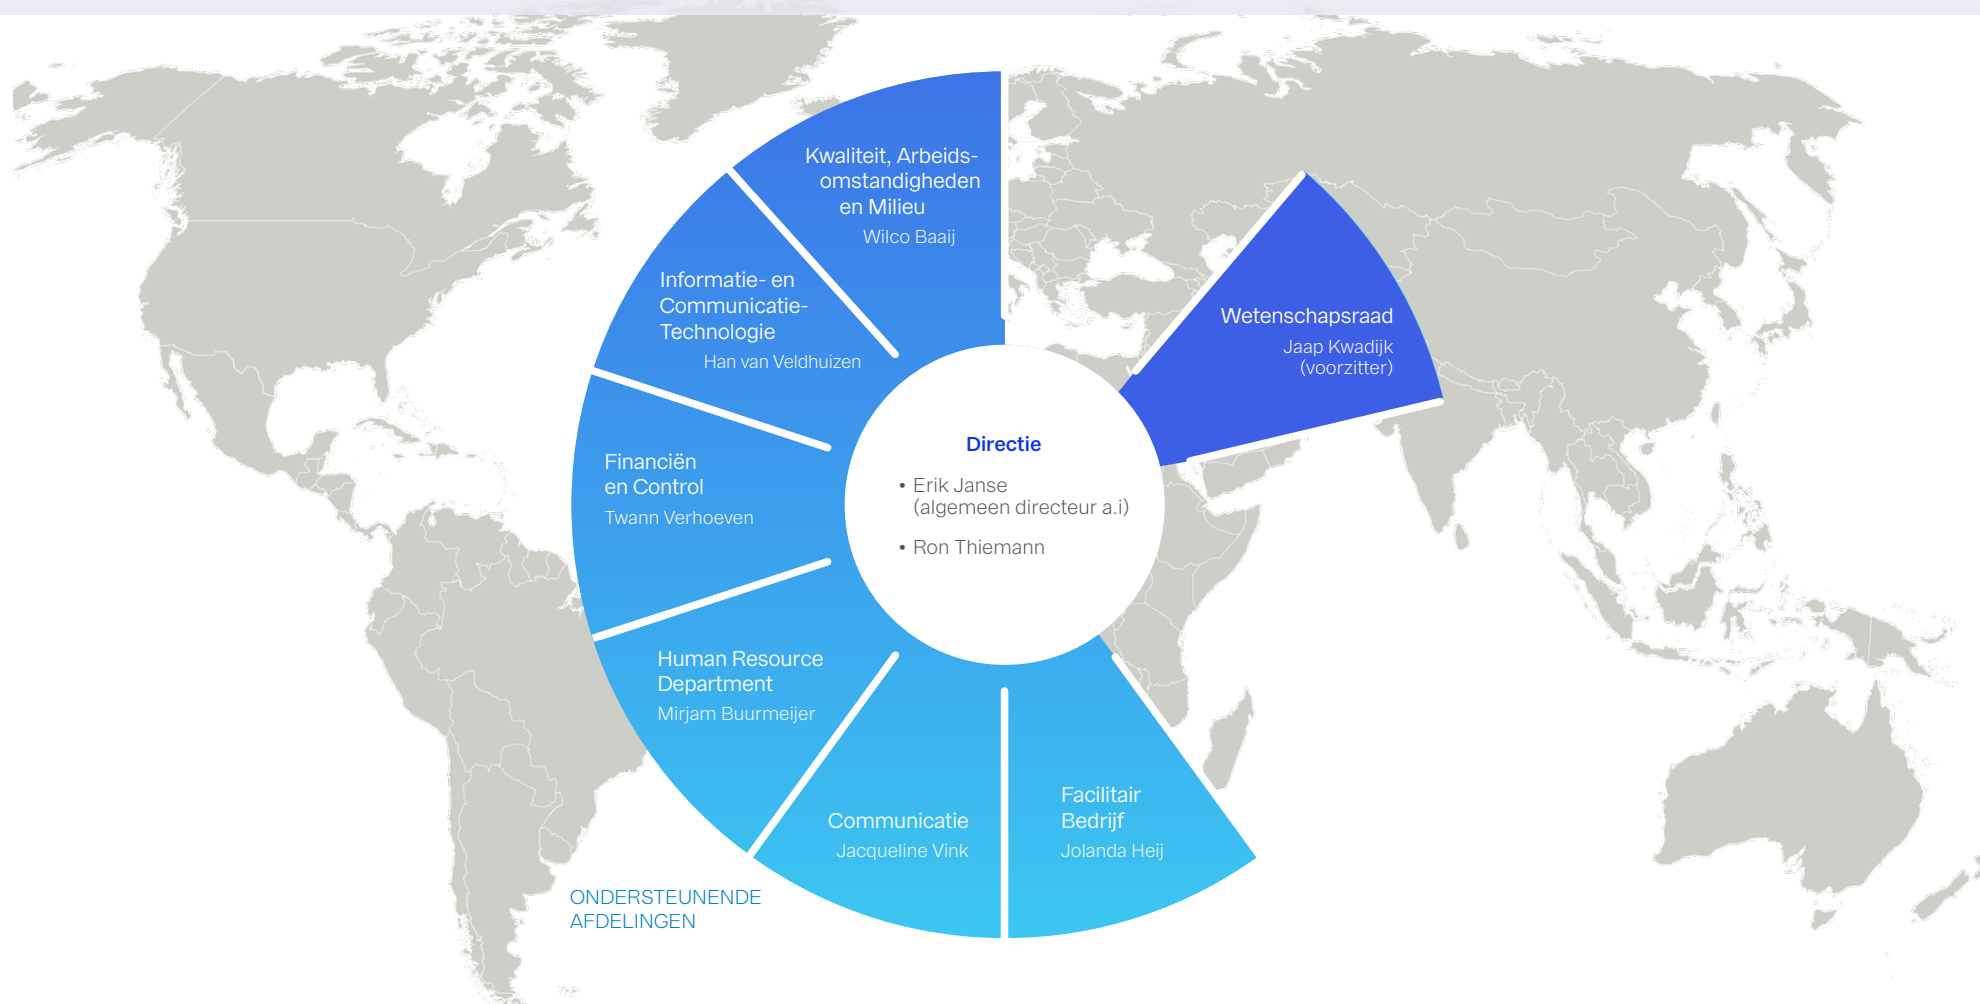 Kwaliteit, Arbeids-
omstandigheden
en Milieu
Wilco Baaij
Informatie- en
Communicatie-
Technologie
Han van Veldhuizen
Wetenschapsraad
Jaap Kwadijk
(voorzitter)
Directie
• Erik Janse
(algemeen directeur a.i)
• Ron Thiemann
Financiën
en Control
Twann Verhoeven
Human Resource
Department
Mirjam Buurmeijer
Communicatie
Jacqueline Vink
Facilitair
Bedrijf
Jolanda Heij
ONDERSTEUNENDE
AFDELINGEN